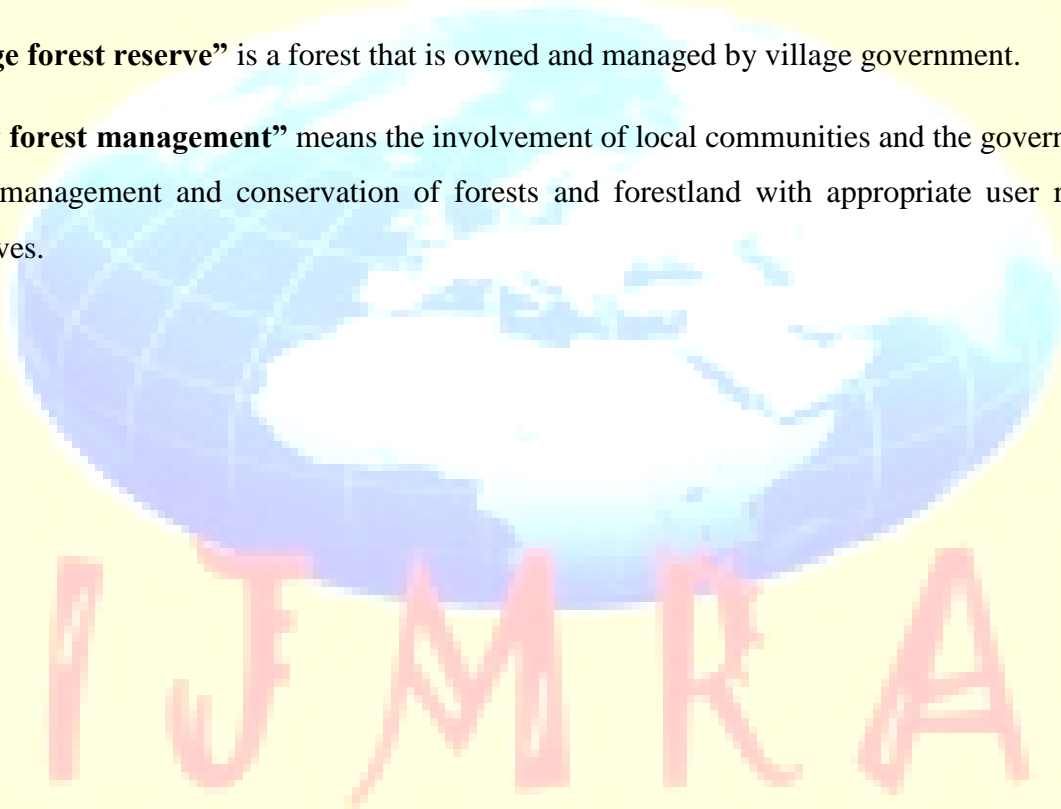 ge forest reserve” is a forest that is owned and managed by village government.
forest management” means the involvement of local communities and the govern
management and conservation of forests and forestland with appropriate user r
ves.
IJMRA